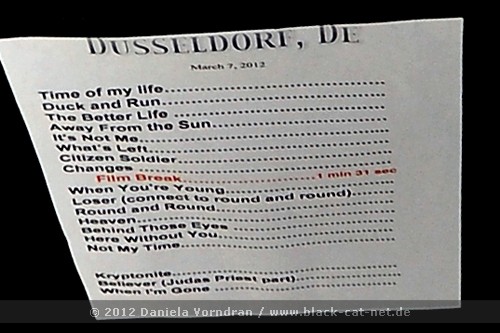 DUSSELDORF, DE
March 7, 2012
Time of my life
Duck and Run
The Better Life
Away From the Sun
It's Not Me
What's Left
Citizen Soldier
Changes
Film Break 1 min 31 sec
When You're Young
Loser (connect to round and round)
Round and Round
Heaven
Behind Those Eyes
Here Without You
Not My Time
Kryptonite
Believer (Judas Priest part)
When I'm Gone
© 2012 Daniela Vorndran / www.black-cat-net.de